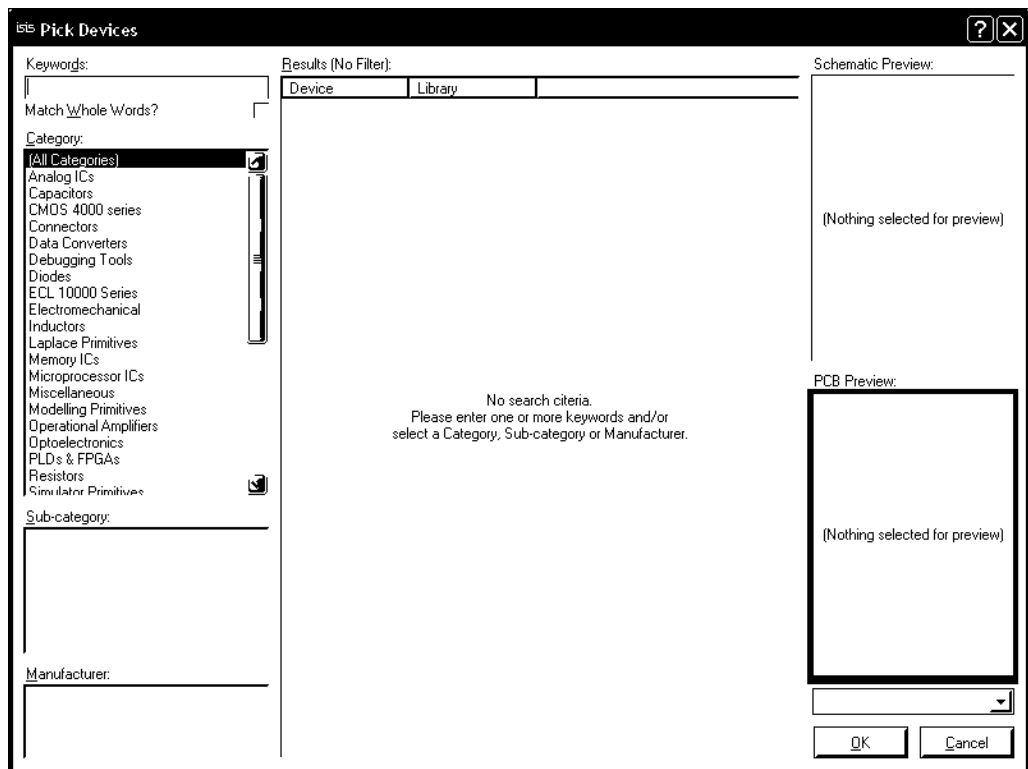 isis Pick Devices
Keywords:
Match Whole Words?
Category:
(All Categories)
Analog ICs
Capacitors
CMOS 4000 series
Connectors
Data Converters
Debugging Tools
Diodes
ECL 10000 Series
Electromechanical
Inductors
Laplace Primitives
Memory ICs
Microprocessor ICs
Miscellaneous
Modelling Primitives
Operational Amplifiers
Optoelectronics
PLDs & FPGAs
Resistors
Simulator Primitives
Sub-category:
Manufacturer:
Results (No Filter):
Device Library
No search citeria.
Please enter one or more keywords and/or
select a Category, Sub-category or Manufacturer.
Schematic Preview:
(Nothing selected for preview)
PCB Preview:
(Nothing selected for preview)
OK Cancel